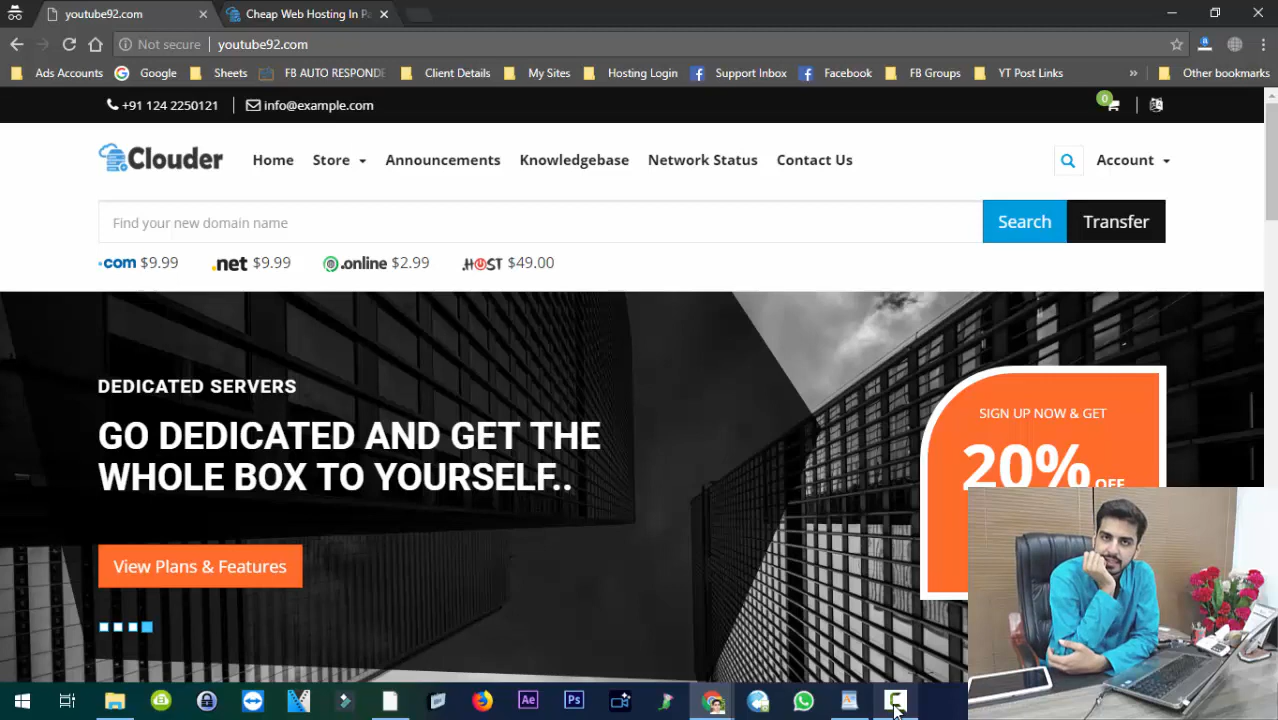 youtube92.com
Cheap Web Hosting In Pa
Not secure youtube92.com
Ads Accounts Google Sheets FB AUTO RESPONDE Client Details My Sites Hosting Login Support Inbox Facebook FB Groups YT Post Links » Other bookmarks
+91 124 2250121 info@example.com 0
Clouder Home Store Announcements Knowledgebase Network Status Contact Us Account
Find your new domain name Search Transfer
.com $9.99 .net $9.99 .online $2.99 .HOST $49.00
DEDICATED SERVERS
GO DEDICATED AND GET THE
WHOLE BOX TO YOURSELF..
View Plans & Features
SIGN UP NOW & GET
20% OFF
Ae Ps